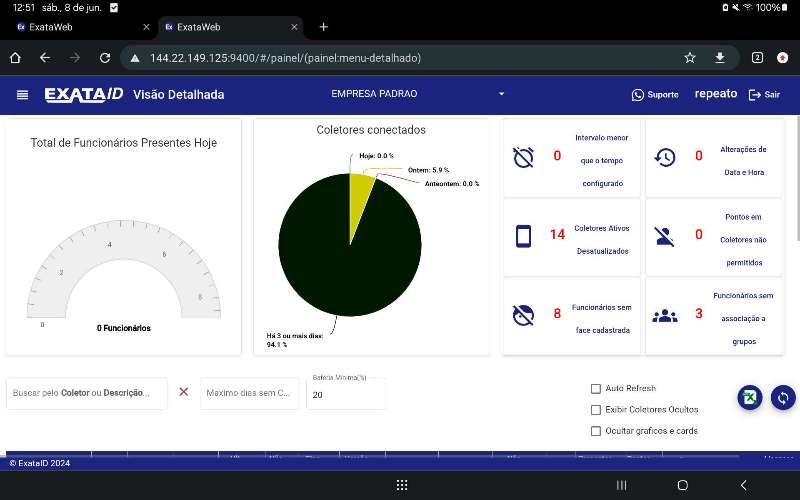 12:51 sáb., 8 de jun. 100%
ExataWeb
ExataWeb
144.22.149.125:9400/#/painel/(painel:menu-detalhado) 2
EXATA ID Visão Detalhada EMPRESA PADRAO Suporte repeato Sair
Total de Funcionários Presentes Hoje
0
2
4
6
8
0 Funcionários
Coletores conectados
Hoje: 0.0 %
Ontem: 5.9 %
Anteontem: 0.0 %
Há 3 ou mais dias:
94.1 %
0 Intervalo menor
que o tempo
configurado
0 Alterações de
Data e Hora
14 Coletores Ativos
Desatualizados
0 Pontos em
Coletores não
permitidos
8 Funcionários sem
face cadastrada
3 Funcionários sem
associação a
grupos
Buscar pelo Coletor ou Descrição...
Maximo dias sem C...
Bateria Mínima(%)
20
Auto Refresh
Exibir Coletores Ocultos
Ocultar graficos e cards
© ExataID 2024